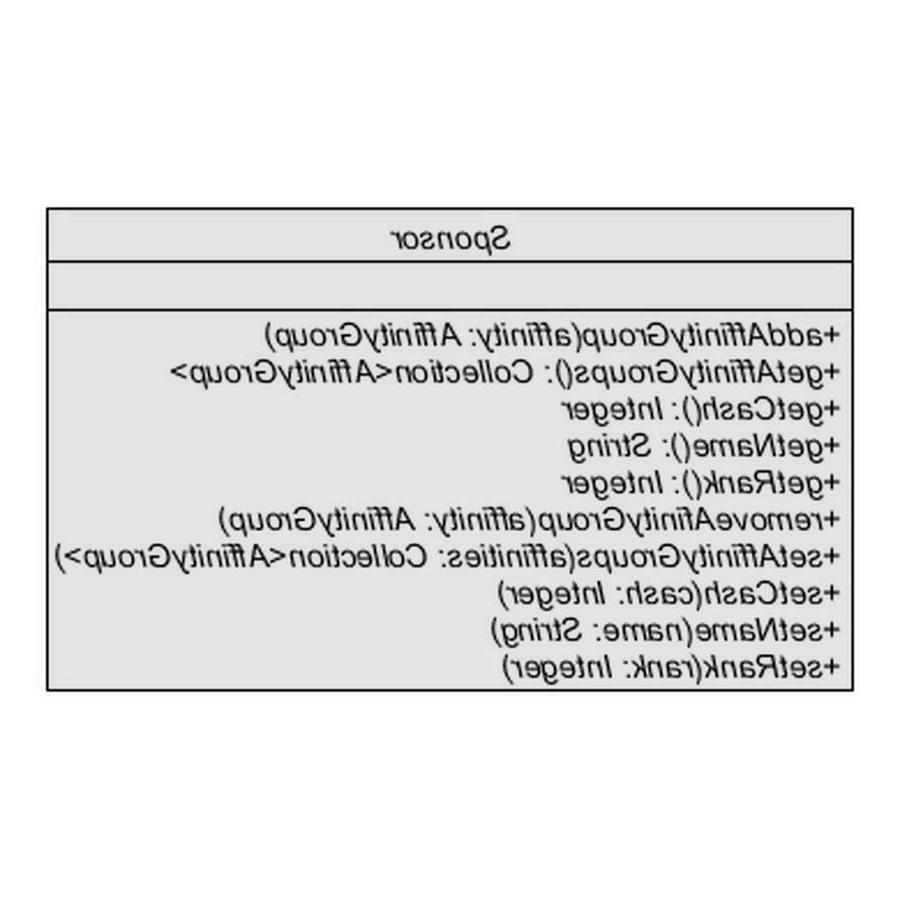 Sponsor
+addAffinityGroup(affinity: AffinityGroup)
+getAffinityGroups(): Collection<AffinityGroup>
+getCash(): Integer
+getName(): String
+getRank(): Integer
+removeAfinityGroup(affinity: AffinityGroup)
+setAffinityGroups(affinities: Collection<AffinityGroup>)
+setCash(cash: Integer)
+setName(name: String)
+setRank(rank: Integer)